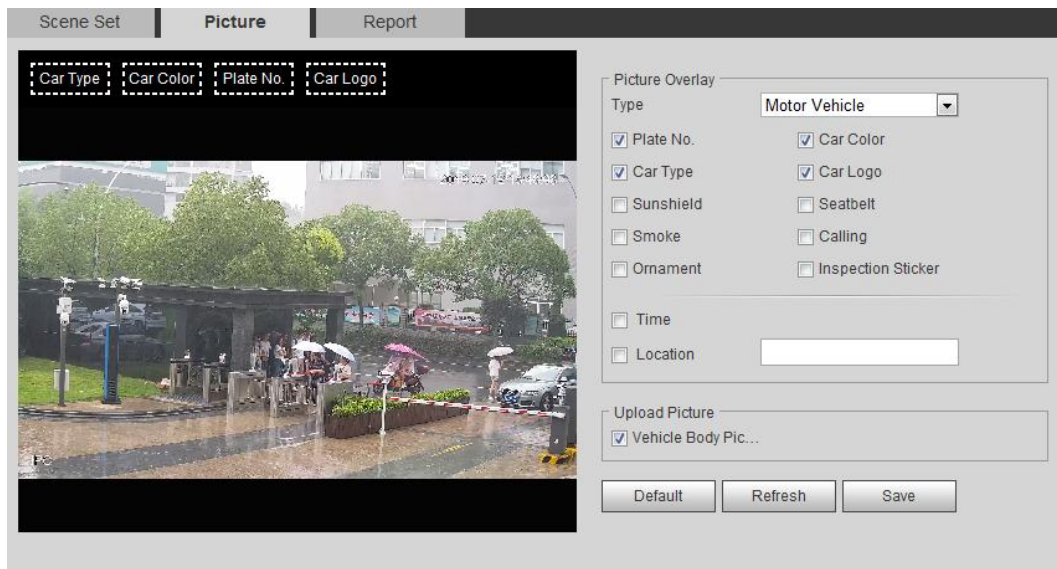 Scene Set Picture Report
Car Type Car Color Plate No. Car Logo
Picture Overlay
Type Motor Vehicle
Plate No. Car Color
Car Type Car Logo
Sunshield Seatbelt
Smoke Calling
Ornament Inspection Sticker
Time
Location
Upload Picture
Vehicle Body Pic...
Default Refresh Save